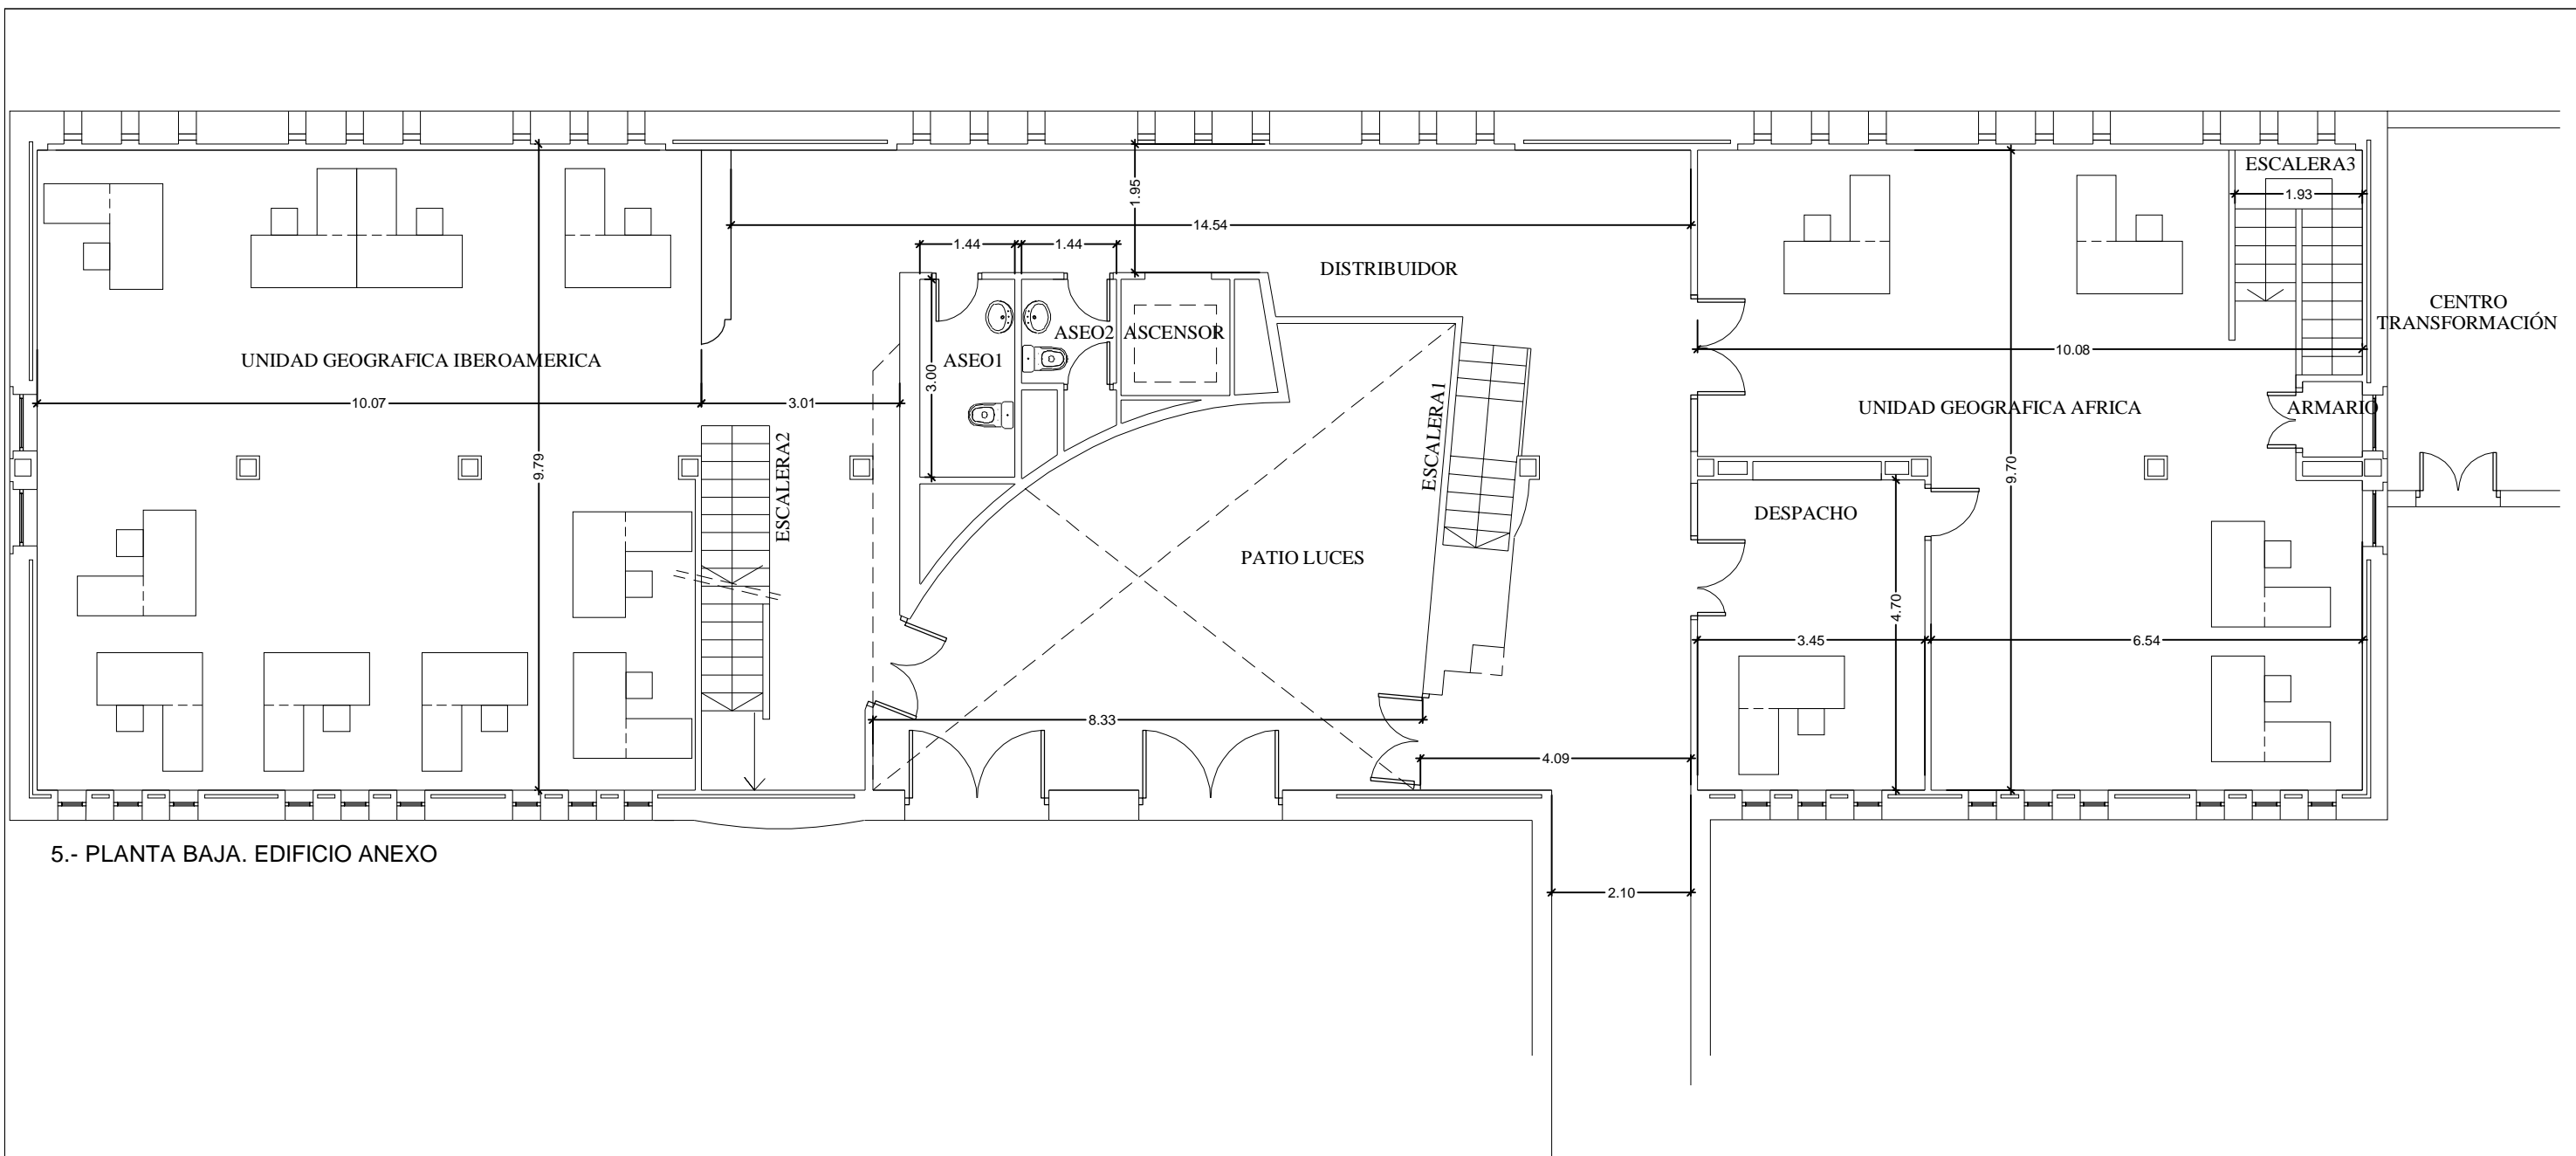 ESCALERA3
1.93
1.95
14.54
1.44
1.44
DISTRIBUIDOR
CENTRO
TRANSFORMACIÓN
ASEO2
ASCENSOR
UNIDAD GEOGRAFICA IBEROAMERICA
ASEO1
3.00
10.08
10.07
3.01
ESCALERA1
UNIDAD GEOGRAFICA AFRICA
ARMARIO
9.79
ESCALERA2
9.70
DESPACHO
PATIO LUCES
4.70
3.45
6.54
8.33
4.09
5.- PLANTA BAJA. EDIFICIO ANEXO
2.10